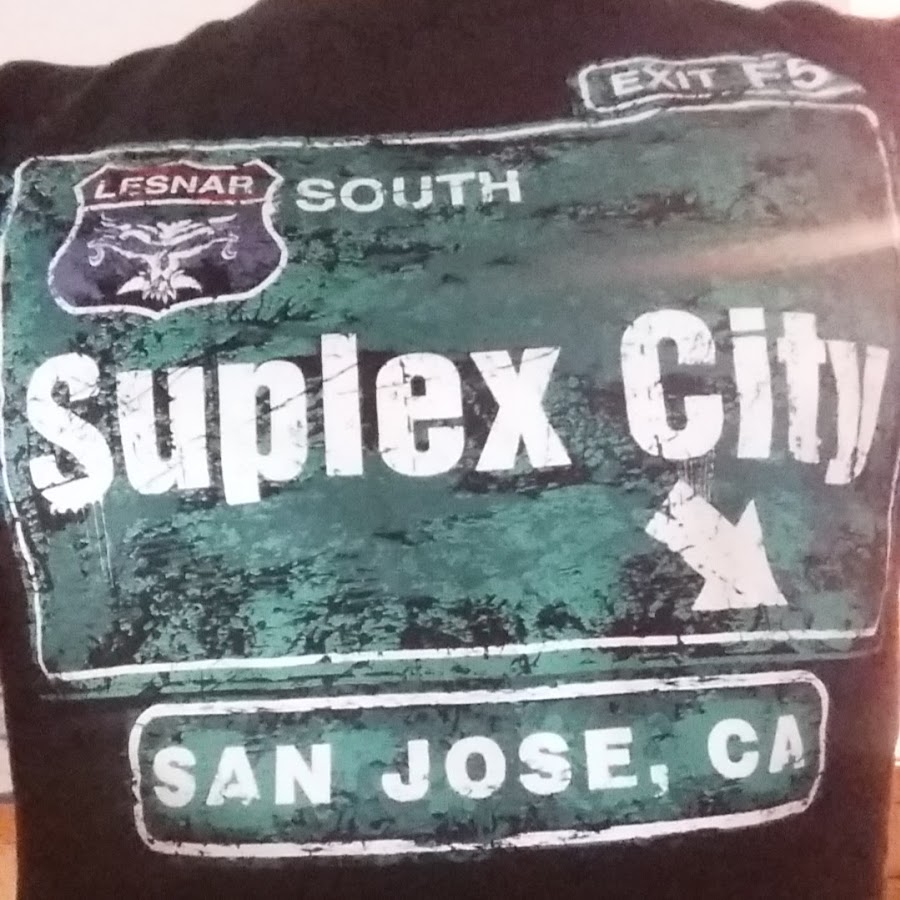 EXIT F5
LESNAR
SOUTH
Suplex City
SAN JOSE, CA